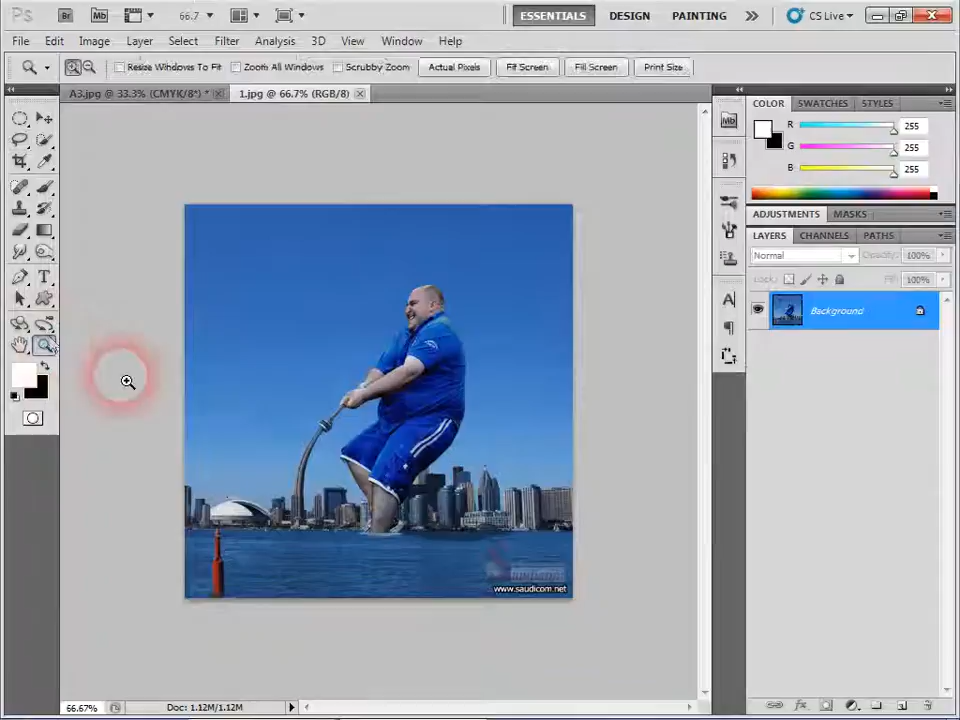 Ps Br Mb 66.7 ESSENTIALS DESIGN PAINTING CS Live
File Edit Image Layer Select Filter Analysis 3D View Window Help
Resize Windows To Fit Zoom All Windows Scrubby Zoom Actual Pixels Fit Screen Fill Screen Print Size
A3.jpg @ 33.3% (CMYK/8*) * 1.jpg @ 66.7% (RGB/8)
COLOR SWATCHES STYLES
Mb
R 255
G 255
B 255
ADJUSTMENTS MASKS
LAYERS CHANNELS PATHS
Normal Opacity: 100%
Lock: Fill: 100%
Background
T
A
www.saudicom.net
66.67% Doc: 1.12M/1.12M